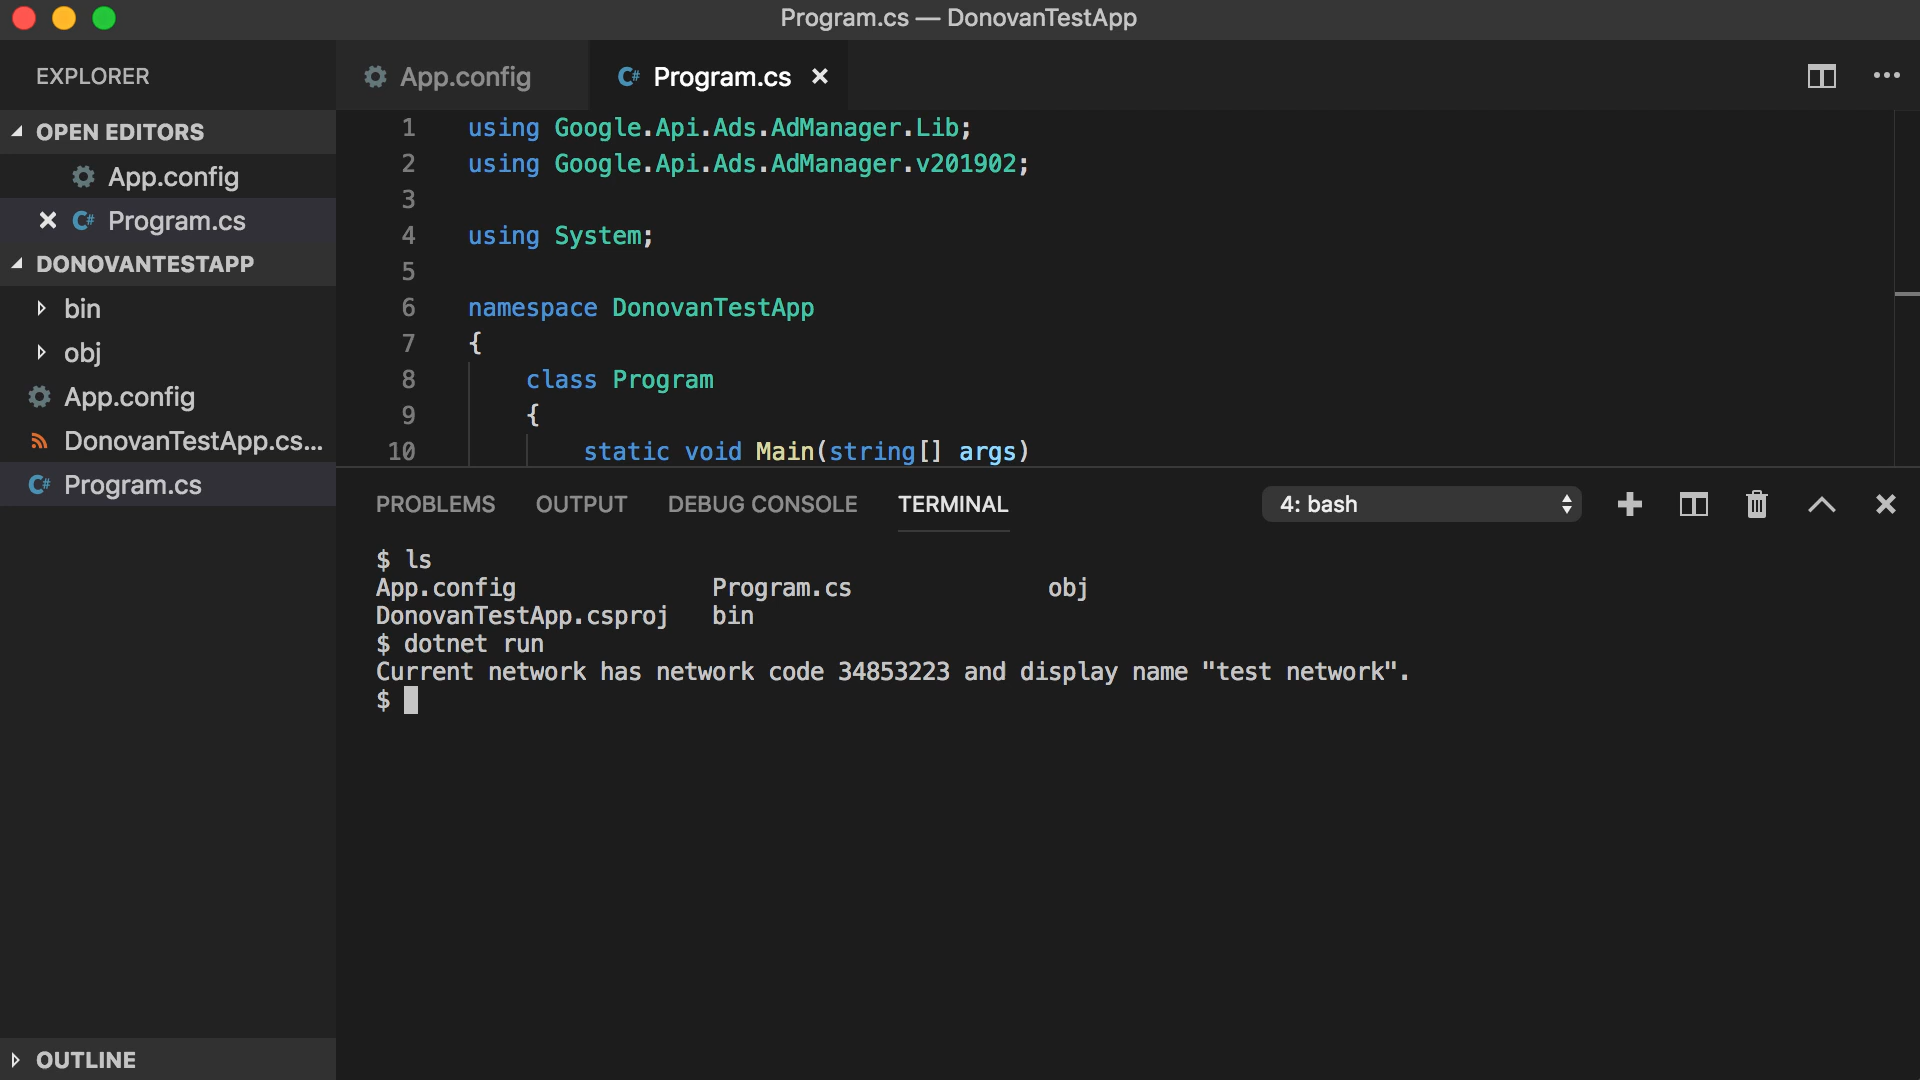 Program.cs — DonovanTestApp
EXPLORER
OPEN EDITORS
App.config
Program.cs
DONOVANTESTAPP
bin
obj
App.config
DonovanTestApp.cs...
Program.cs
OUTLINE
App.config
Program.cs
1 using Google.Api.Ads.AdManager.Lib;
2 using Google.Api.Ads.AdManager.v201902;
3
4 using System;
5
6 namespace DonovanTestApp
7 {
8 class Program
9 {
10 static void Main(string[] args)
PROBLEMS OUTPUT DEBUG CONSOLE TERMINAL 4: bash
$ ls
App.config Program.cs obj
DonovanTestApp.csproj bin
$ dotnet run
Current network has network code 34853223 and display name "test network".
$